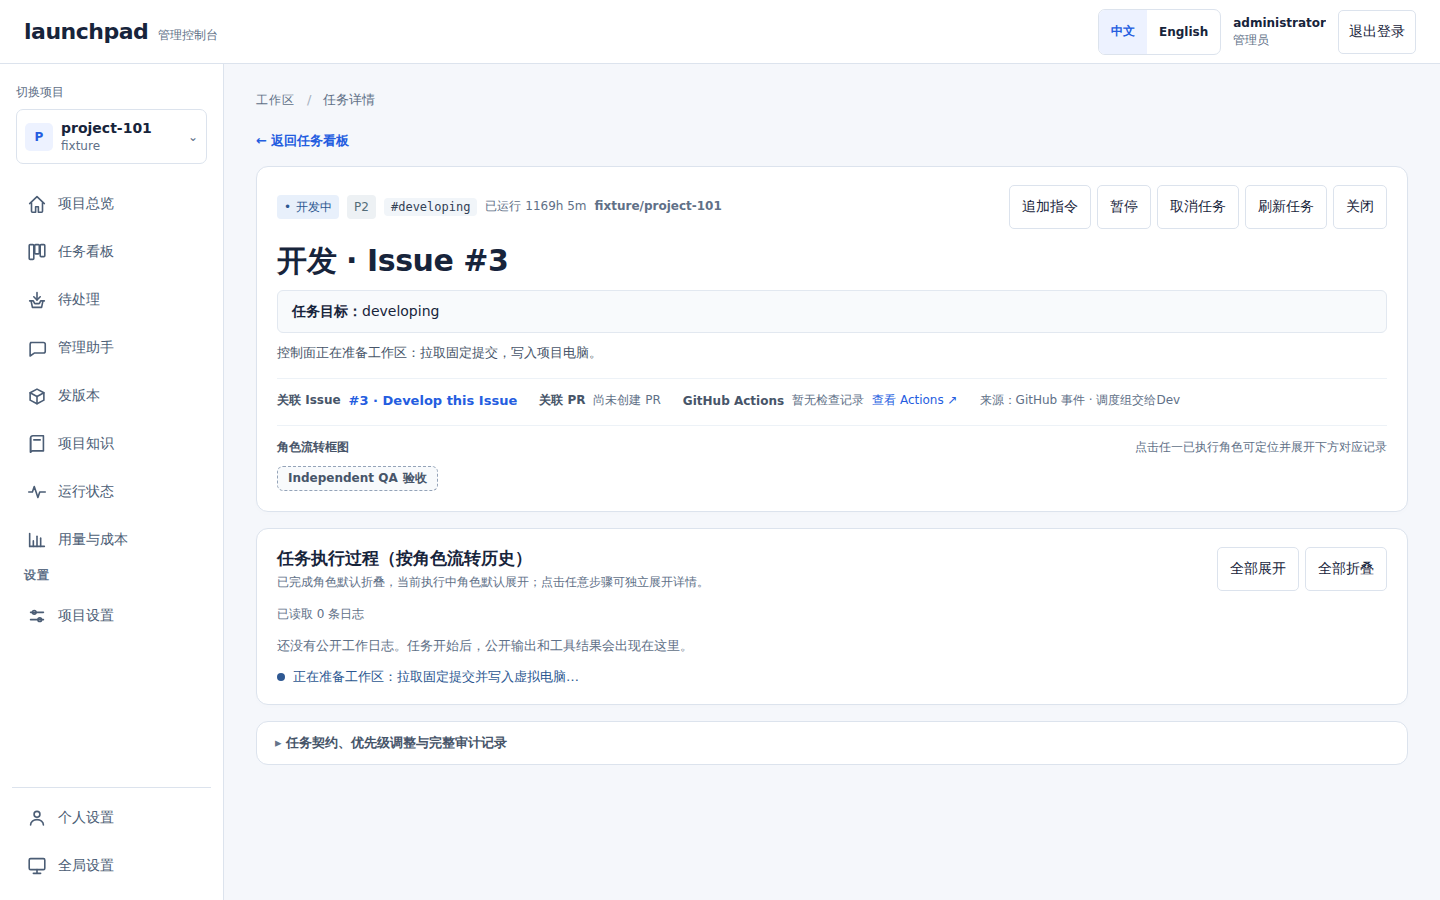 launchpad 管理控制台
中文 English administrator 管理员 退出登录
切换项目
P project-101
fixture
项目总览
任务看板
待处理
管理助手
发版本
项目知识
运行状态
用量与成本
设置
项目设置
个人设置
全局设置
工作区 / 任务详情
← 返回任务看板
• 开发中 P2 #developing 已运行 1169h 5m fixture/project-101
追加指令 暂停 取消任务 刷新任务 关闭
开发 · Issue #3
任务目标：developing
控制面正在准备工作区：拉取固定提交，写入项目电脑。
关联 Issue #3 · Develop this Issue 关联 PR 尚未创建 PR GitHub Actions 暂无检查记录 查看 Actions ↗ 来源：GitHub 事件 · 调度组交给Dev
角色流转框图 点击任一已执行角色可定位并展开下方对应记录
Independent QA 验收
任务执行过程（按角色流转历史）
已完成角色默认折叠，当前执行中角色默认展开；点击任意步骤可独立展开详情。
全部展开 全部折叠
已读取 0 条日志
还没有公开工作日志。任务开始后，公开输出和工具结果会出现在这里。
正在准备工作区：拉取固定提交并写入虚拟电脑…
▸ 任务契约、优先级调整与完整审计记录